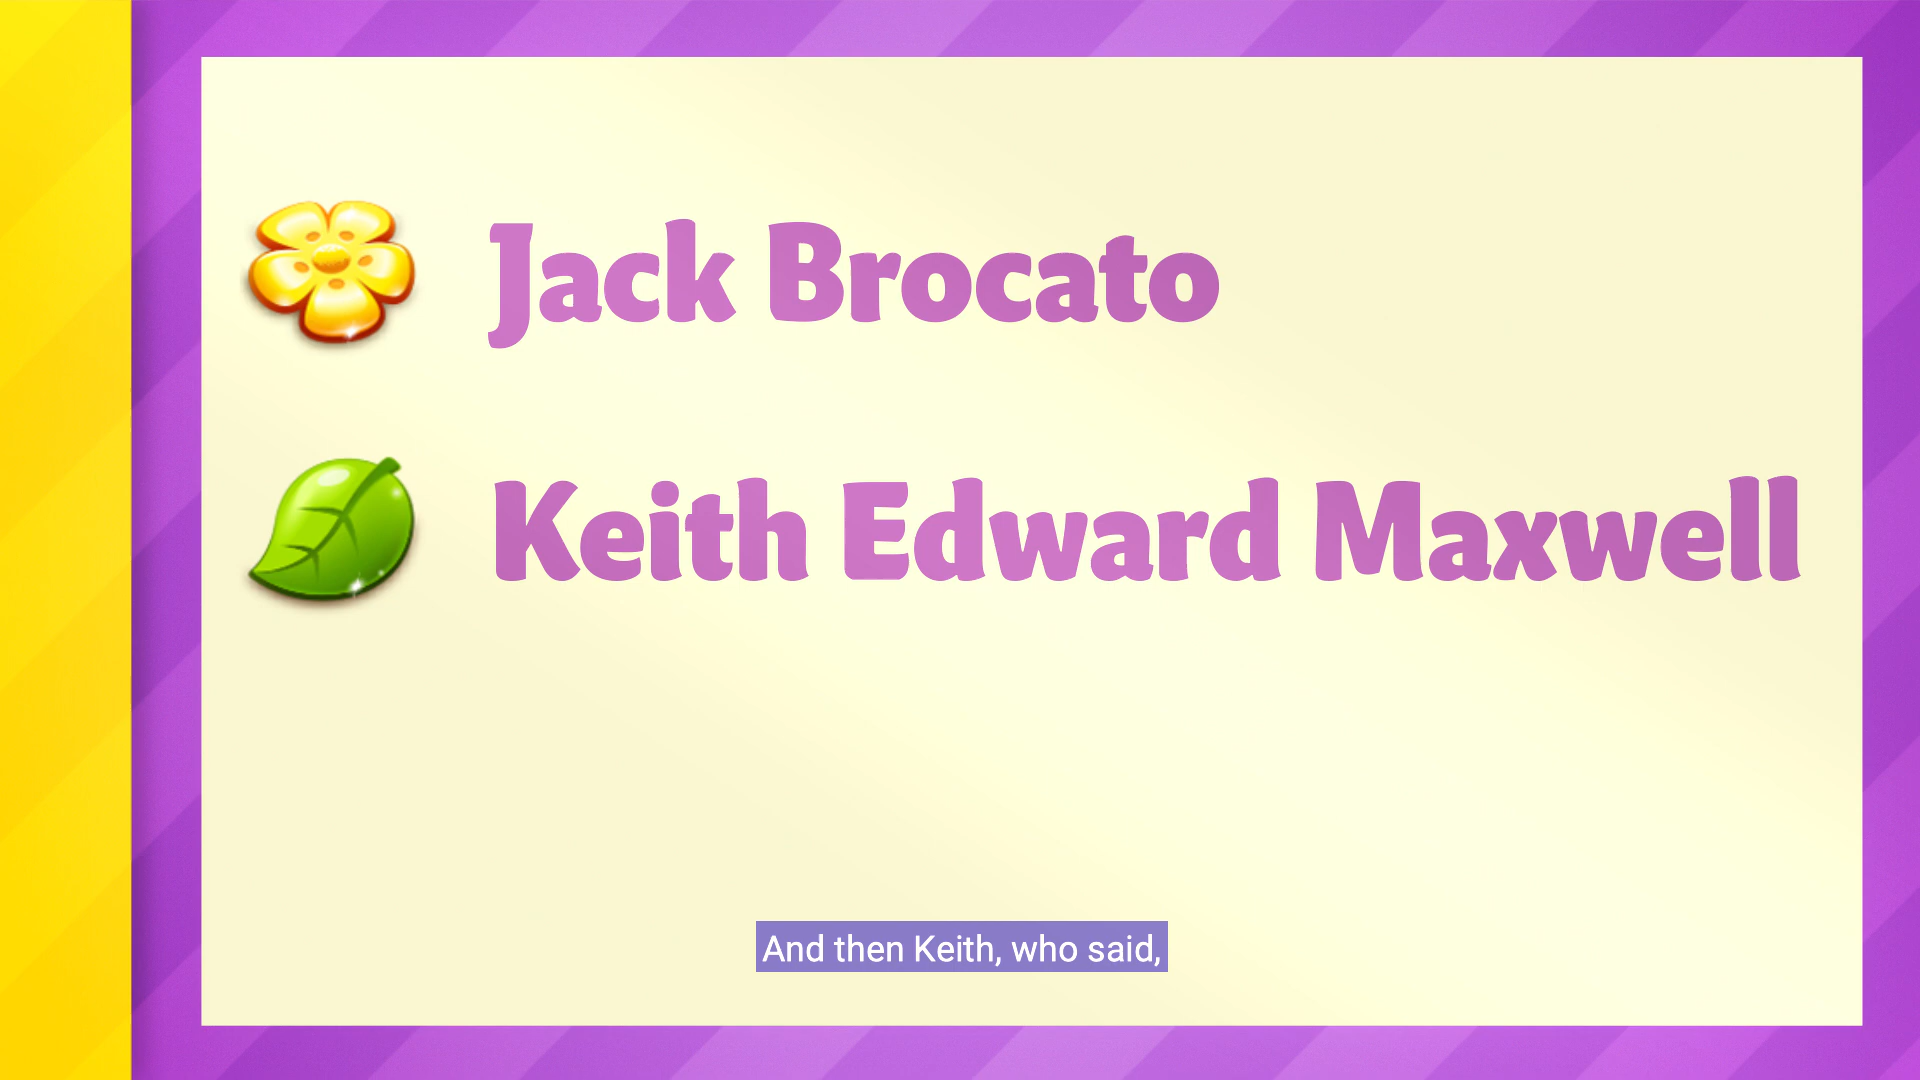 Jack Brocato
Keith Edward Maxwell
And then Keith, who said,